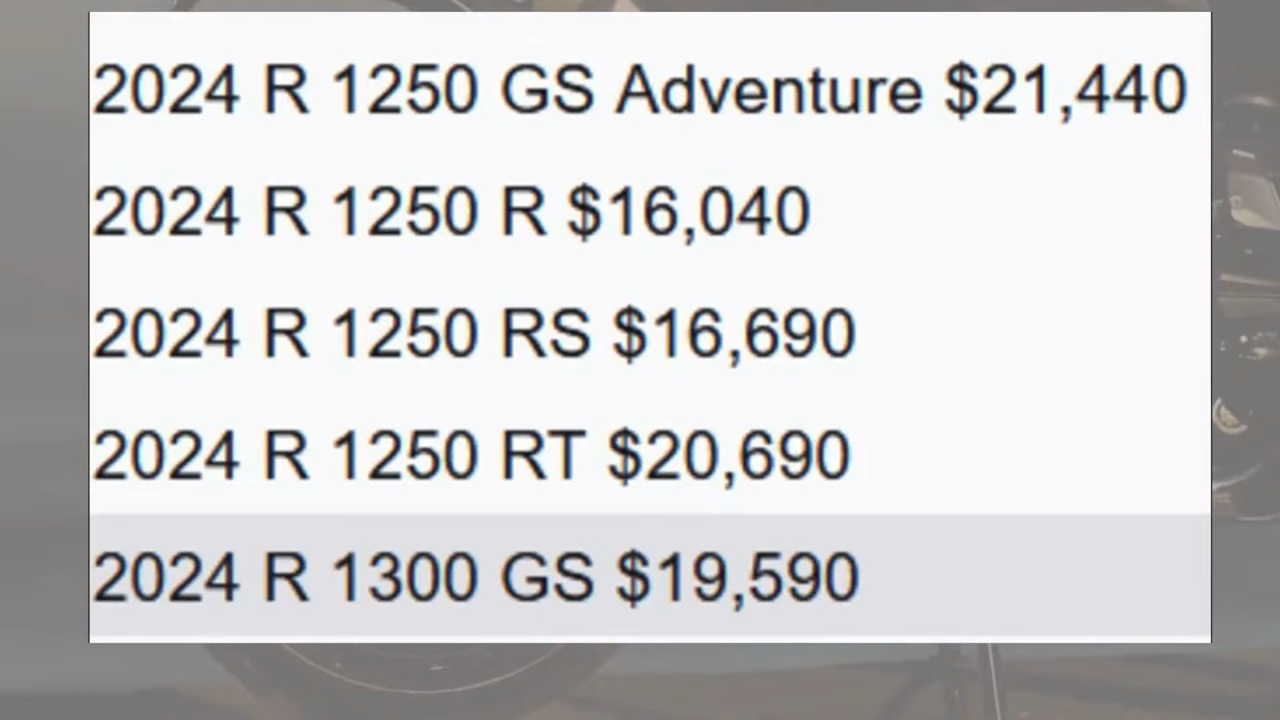 2024 R 1250 GS Adventure $21,440
2024 R 1250 R $16,040
2024 R 1250 RS $16,690
2024 R 1250 RT $20,690
2024 R 1300 GS $19,590